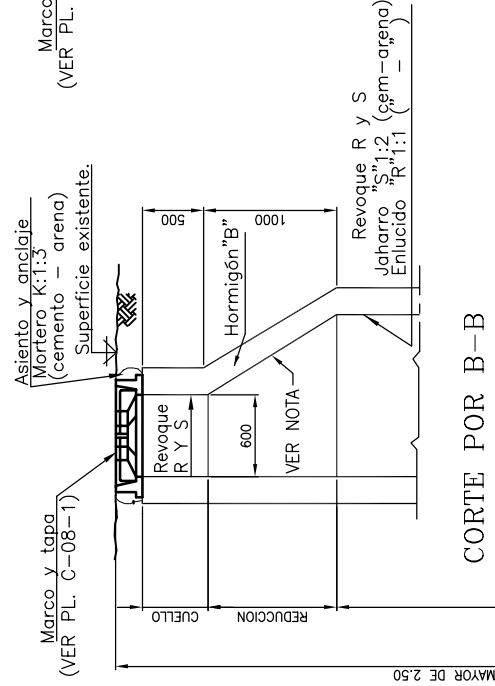 Marco
(VER PL.
Asiento y anclaje
Mortero K:1:3
(cemento - arena)
Superficie existente.
Marco y tapa
(VER PL. C-08-1)
500
1000
Hormigón "B"
Revoque
R Y S
600
VER NOTA
Revoque R y S
Jaharro "S"1:2 (cem-arena)
Enlucido "R"1:1 (" - ")
CUELLO
REDUCCION
MAYOR DE 2.50
CORTE POR B-B